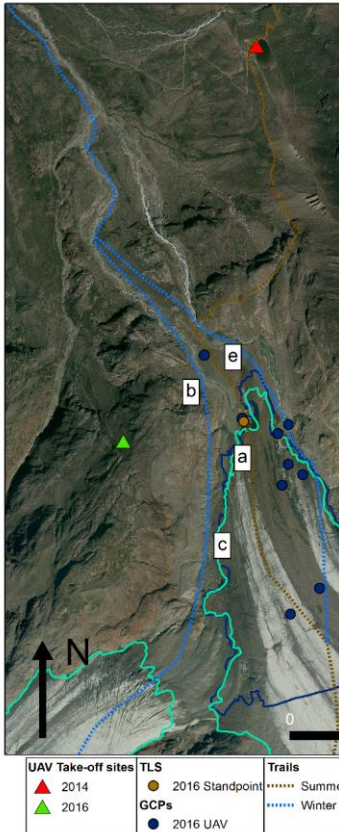 e
b
a
c
N
0
UAV Take-off sites
2014
2016
TLS
2016 Standpoint
GCPs
2016 UAV
Trails
Summe
Winter